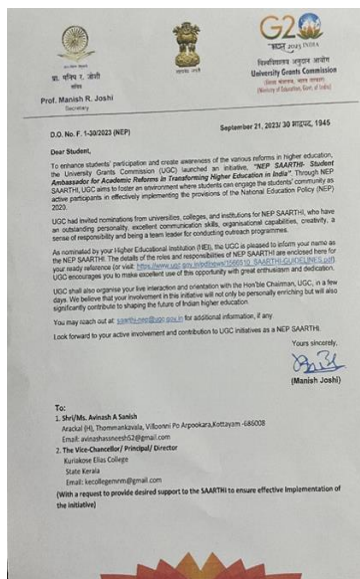 G20
भारत 2023 INDIA
विश्वविद्यालय अनुदान आयोग
University Grants Commission
(शिक्षा मंत्रालय, भारत सरकार)
(Ministry of Education, Govt. of India)
प्रो. मनिष र. जोशी
सचिव
Prof. Manish R. Joshi
Secretary
D.O. No. F. 1-30/2023 (NEP)
September 21, 2023/ 30 भाद्रपद, 1945
Dear Student,
To enhance students' participation and create awareness of the various reforms in higher education,
the University Grants Commission (UGC) launched an initiative, "NEP SAARTHI- Student
Ambassador for Academic Reforms in Transforming Higher Education in India". Through NEP
SAARTHI, UGC aims to foster an environment where students can engage the students' community as
active participants in effectively implementing the provisions of the National Education Policy (NEP)
2020.
UGC had invited nominations from universities, colleges, and institutions for NEP SAARTHI, who have
an outstanding personality, excellent communication skills, organisational capabilities, creativity, a
sense of responsibility and being a team leader for conducting outreach programmes.
As nominated by your Higher Educational Institution (HEI), the UGC is pleased to inform your name as
the NEP SAARTHI. The details of the roles and responsibilities of NEP SAARTHI are enclosed here for
your ready reference (or visit:
UGC encourages you to make excellent use of this opportunity with great enthusiasm and dedication.
UGC shall also organise your live interaction and orientation with the Hon'ble Chairman, UGC, in a few
days. We believe that your involvement in this initiative will not only be personally enriching but will also
significantly contribute to shaping the future of Indian higher education.
You may reach out at saarthi-nep@ugc.gov.in for additional information, if any.
Look forward to your active involvement and contribution to UGC initiatives as a NEP SAARTHI.
Yours sincerely,
(Manish Joshi)
To:
1. Shri/Ms. Avinash A Sanish
Arackal (H), Thommankavala, Villoonni Po Arpookara,Kottayam -686008
Email: avinashassneesh52@gmail.com
2. The Vice-Chancellor/ Principal/ Director
Kuriakose Elias College
State Kerala
Email: kecollegemnm@gmail.com
(With a request to provide desired support to the SAARTHI to ensure effective Implementation of
the initiative)